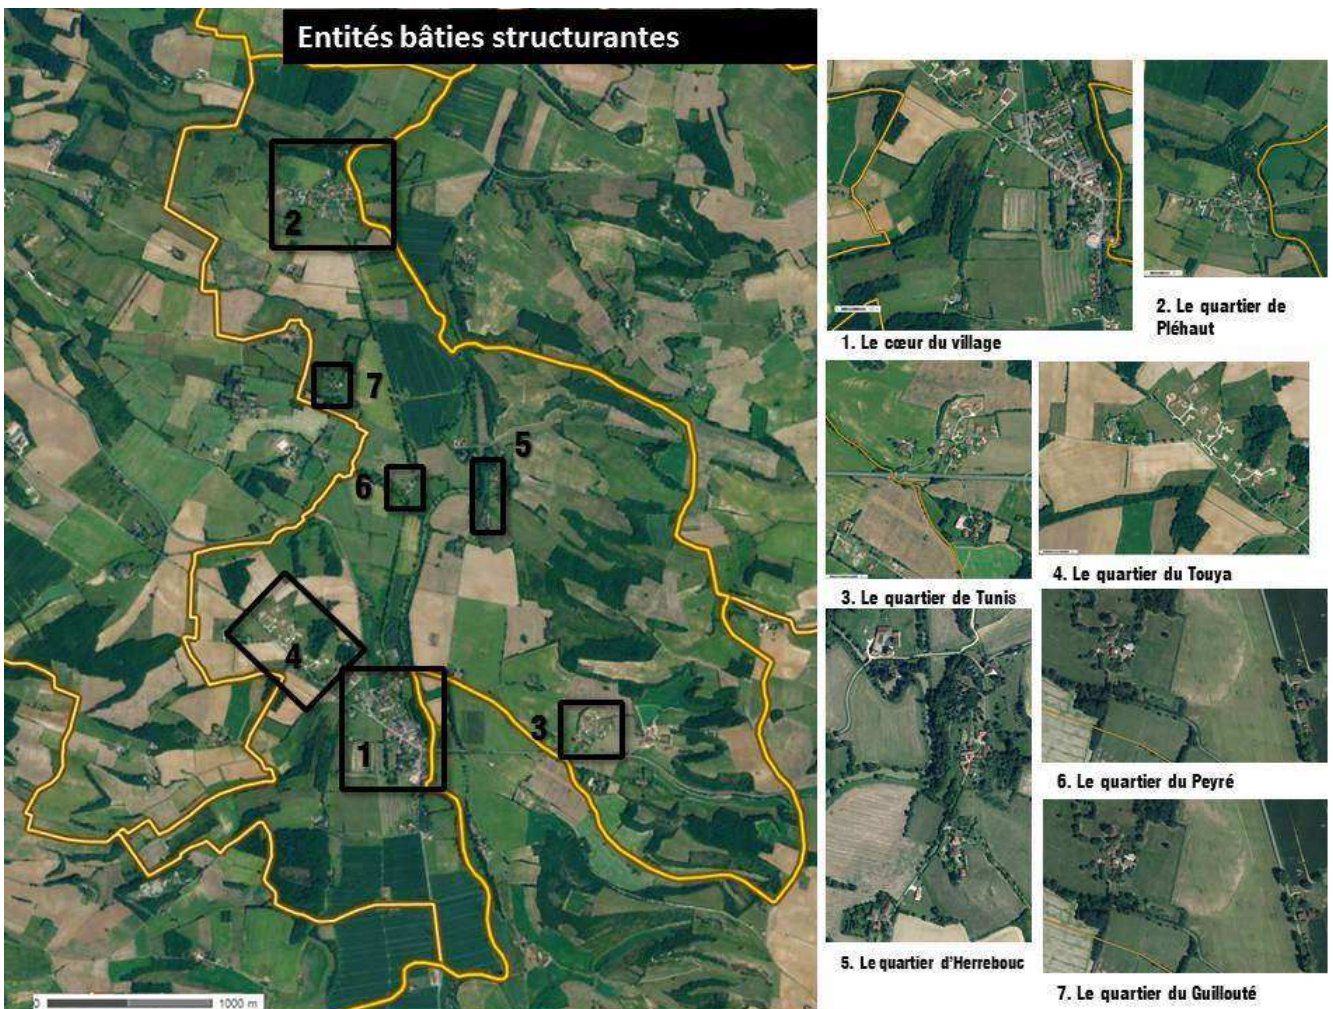 Entités bâties structurantes
2
7
5
6
4
3
1
0 1000 m
1. Le cœur du village
2. Le quartier de
Pléhaut
3. Le quartier de Tunis
4. Le quartier du Touya
5. Le quartier d'Herrebouc
6. Le quartier du Peyré
7. Le quartier du Guillouté